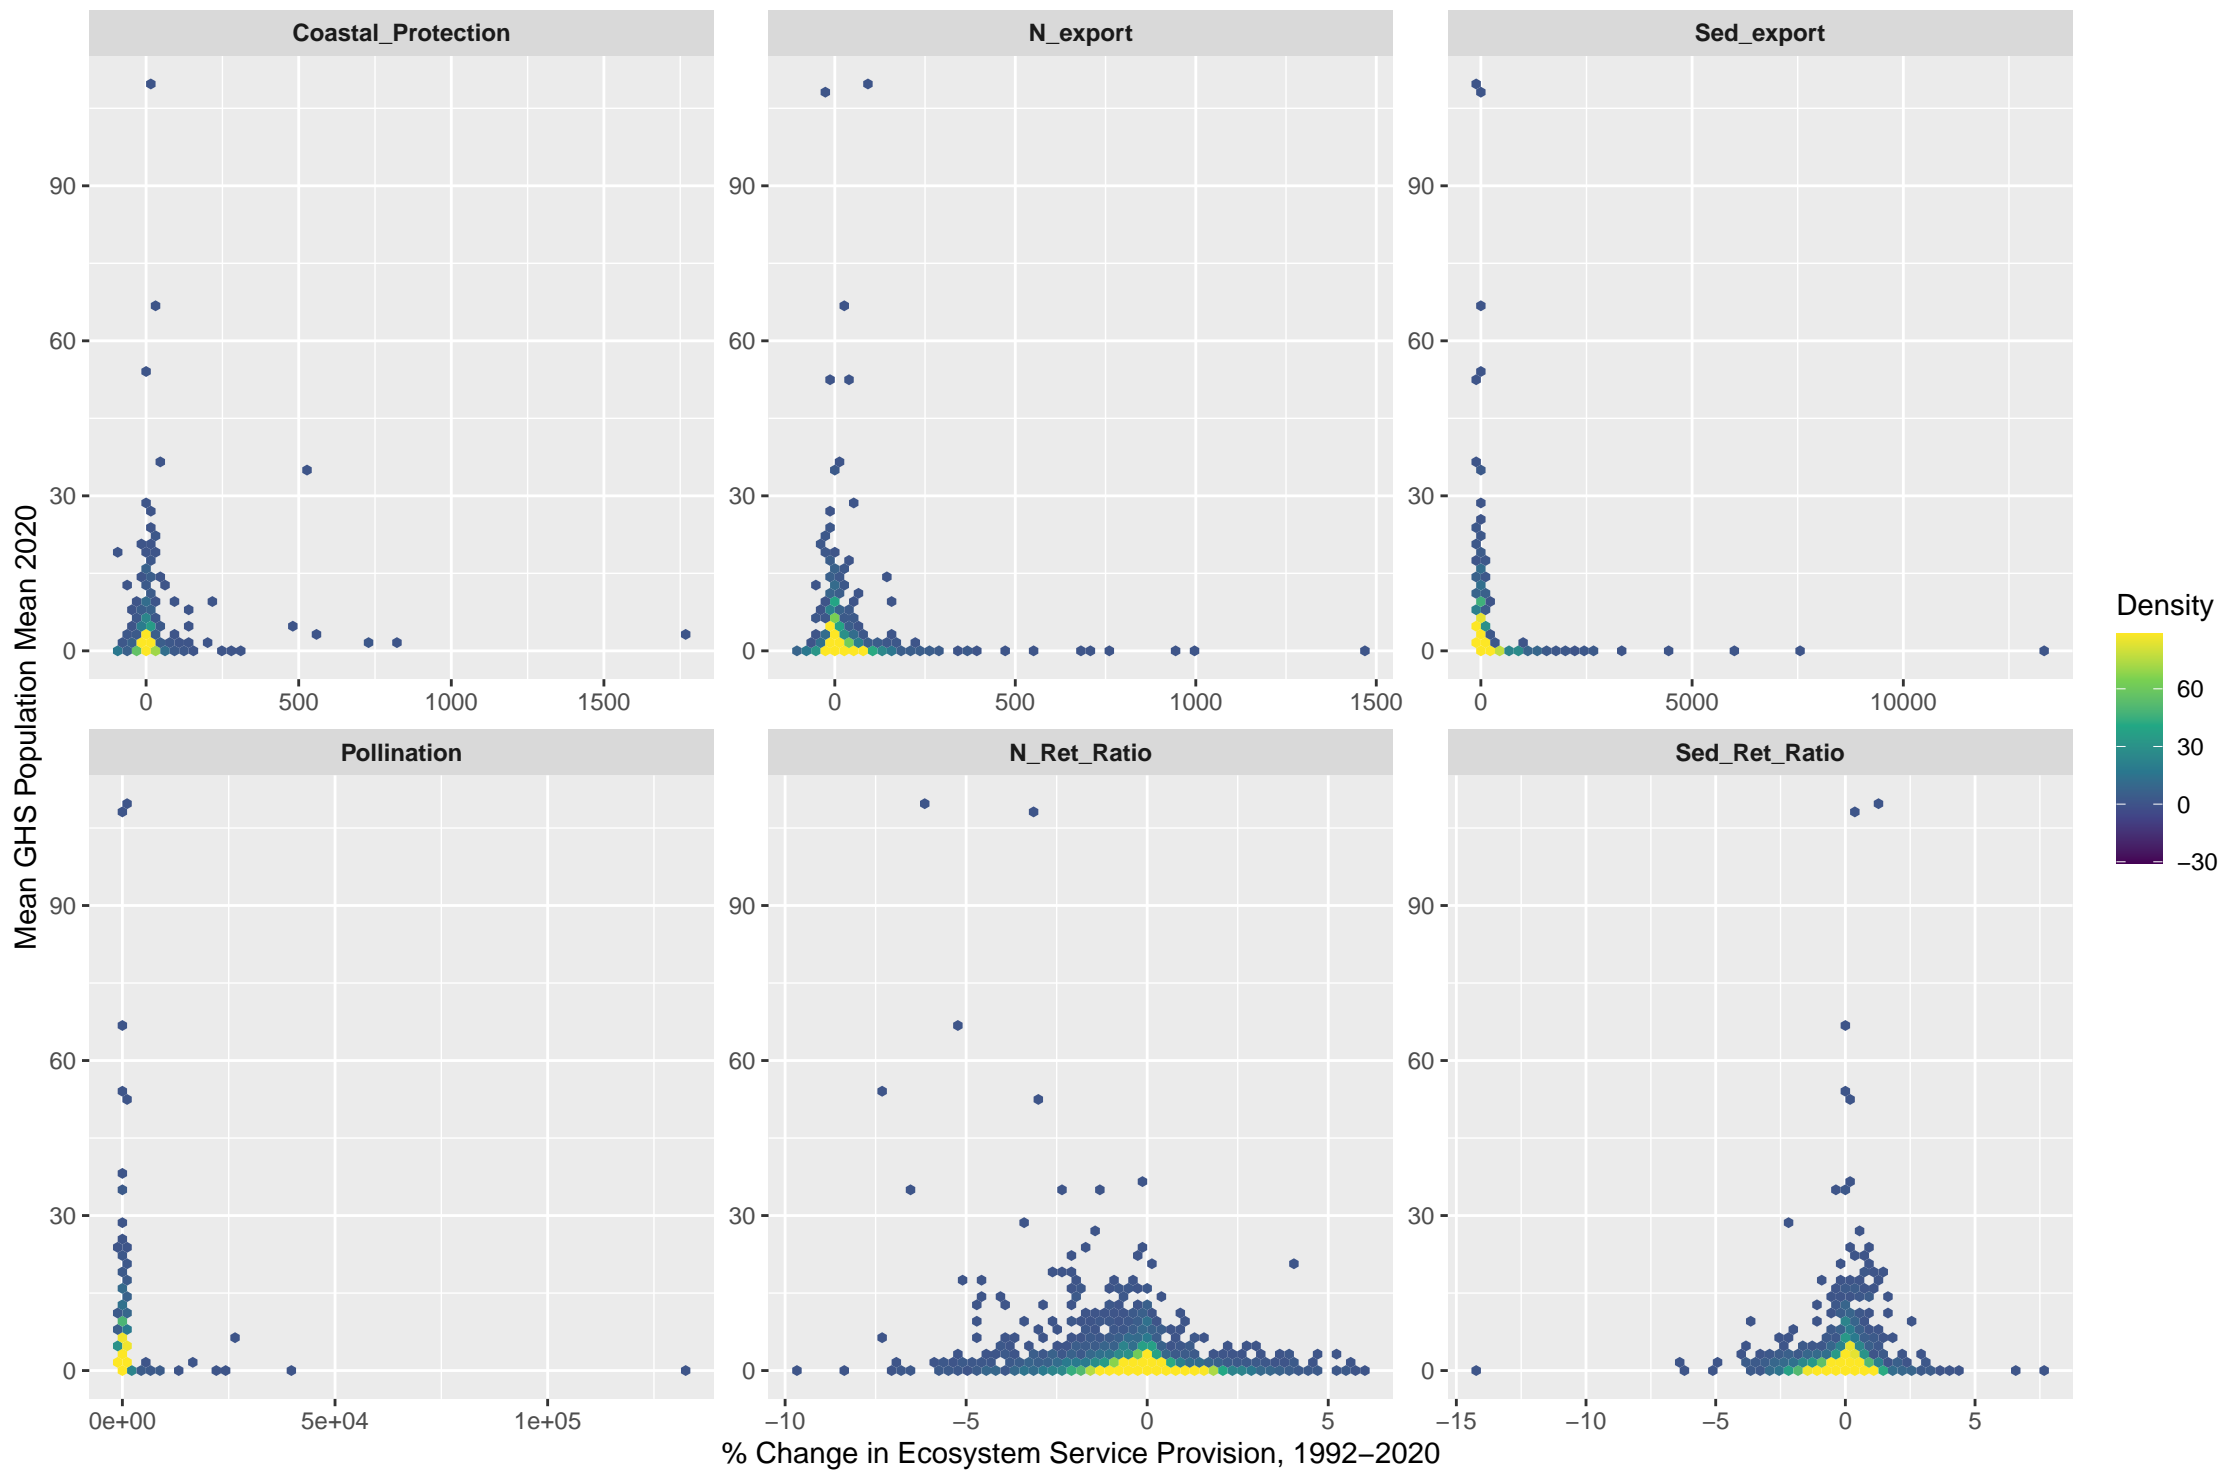 Coastal_Protection
N_export
Sed_export
90
60
30
0
90
60
30
0
90
60
30
0
0 500 1000 1500
0 500 1000 1500
0 5000 10000
Pollination
N_Ret_Ratio
Sed_Ret_Ratio
90
60
30
0
90
60
30
0
90
60
30
0
0e+00 5e+04 1e+05
−10 −5 0 5
−15 −10 −5 0 5
% Change in Ecosystem Service Provision, 1992−2020
Mean GHS Population Mean 2020
Density
60
30
0
−30